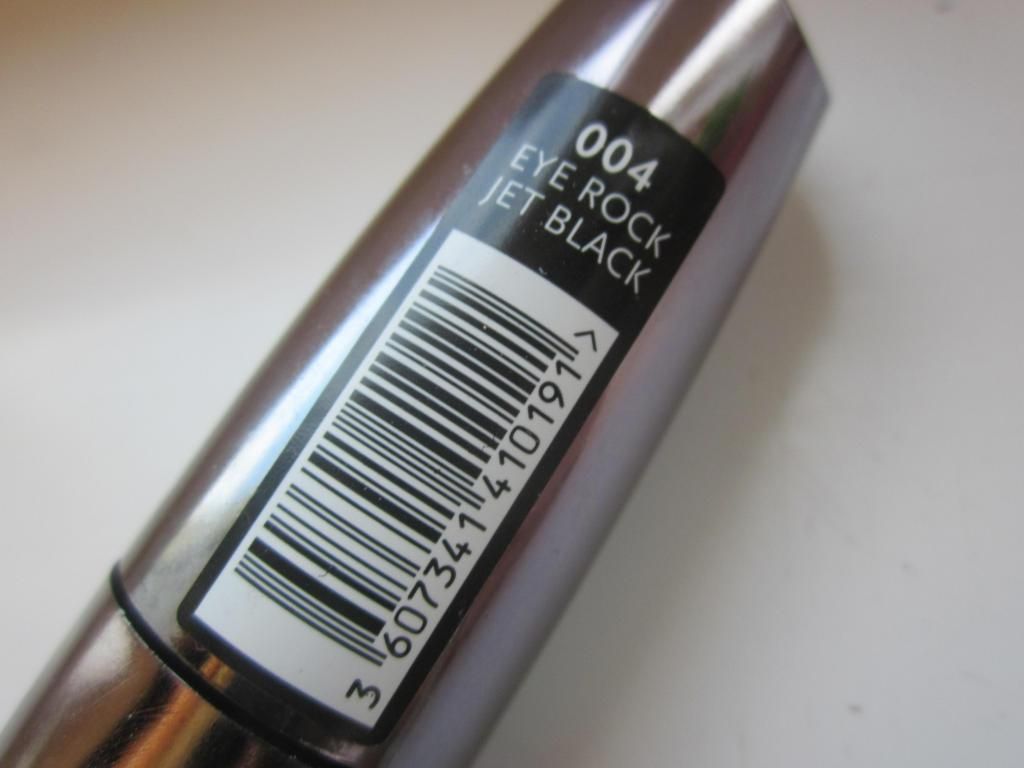 004
EYE ROCK
JET BLACK
3 607341 410191 >